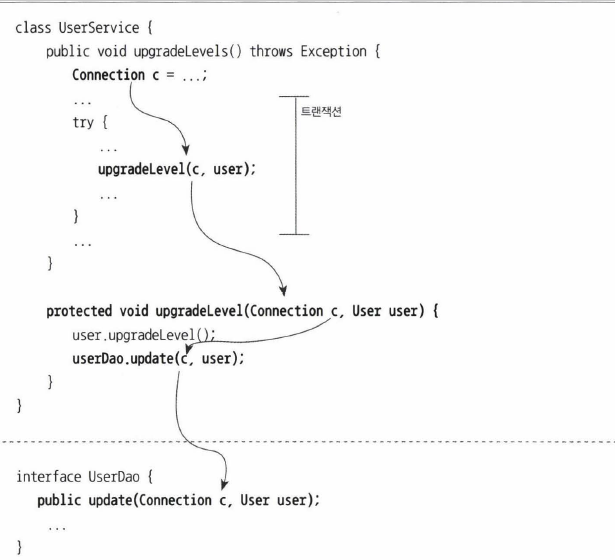 class UserService {
public void upgradeLevels() throws Exception {
Connection c = ...;
...
try {
...
upgradeLevel(c, user);
...
}
...
}
트랜잭션
protected void upgradeLevel(Connection c, User user) {
user.upgradeLevel();
userDao.update(c, user);
}
}
interface UserDao {
public update(Connection c, User user);
...
}